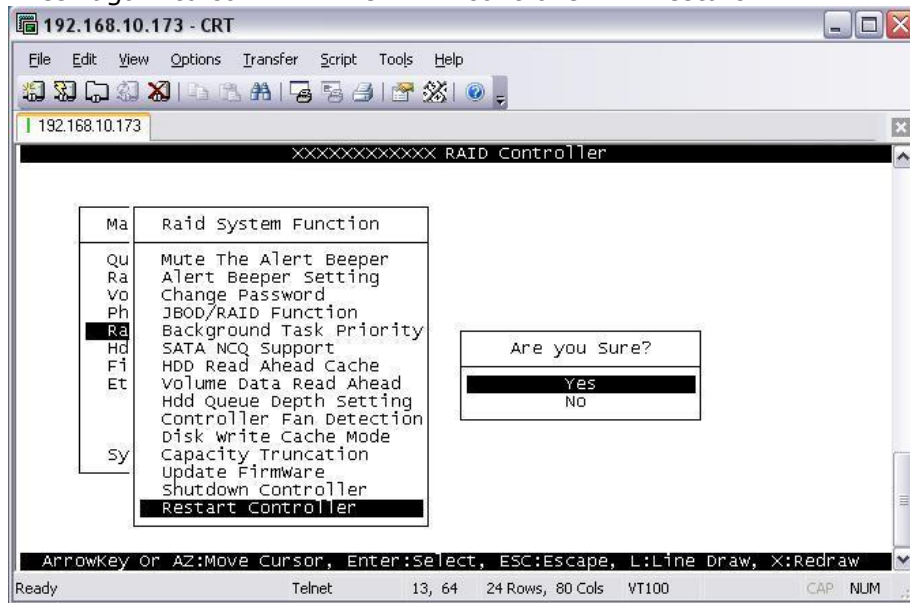 192.168.10.173 - CRT
File Edit View Options Transfer Script Tools Help
192.168.10.173
XXXXXXXXXXXX RAID Controller
Ma
Qu
Ra
Vo
Ph
Ra
Hd
Fi
Et
Sy
Raid System Function
Mute The Alert Beeper
Alert Beeper Setting
Change Password
JBOD/RAID Function
Background Task Priority
SATA NCQ Support
HDD Read Ahead Cache
Volume Data Read Ahead
Hdd Queue Depth Setting
Controller Fan Detection
Disk Write Cache Mode
Capacity Truncation
Update FirmWare
Shutdown Controller
Restart Controller
Are you Sure?
Yes
No
ArrowKey Or AZ:Move Cursor, Enter:Select, ESC:Escape, L:Line Draw, X:Redraw
Ready Telnet 13, 64 24 Rows, 80 Cols VT100 CAP NUM